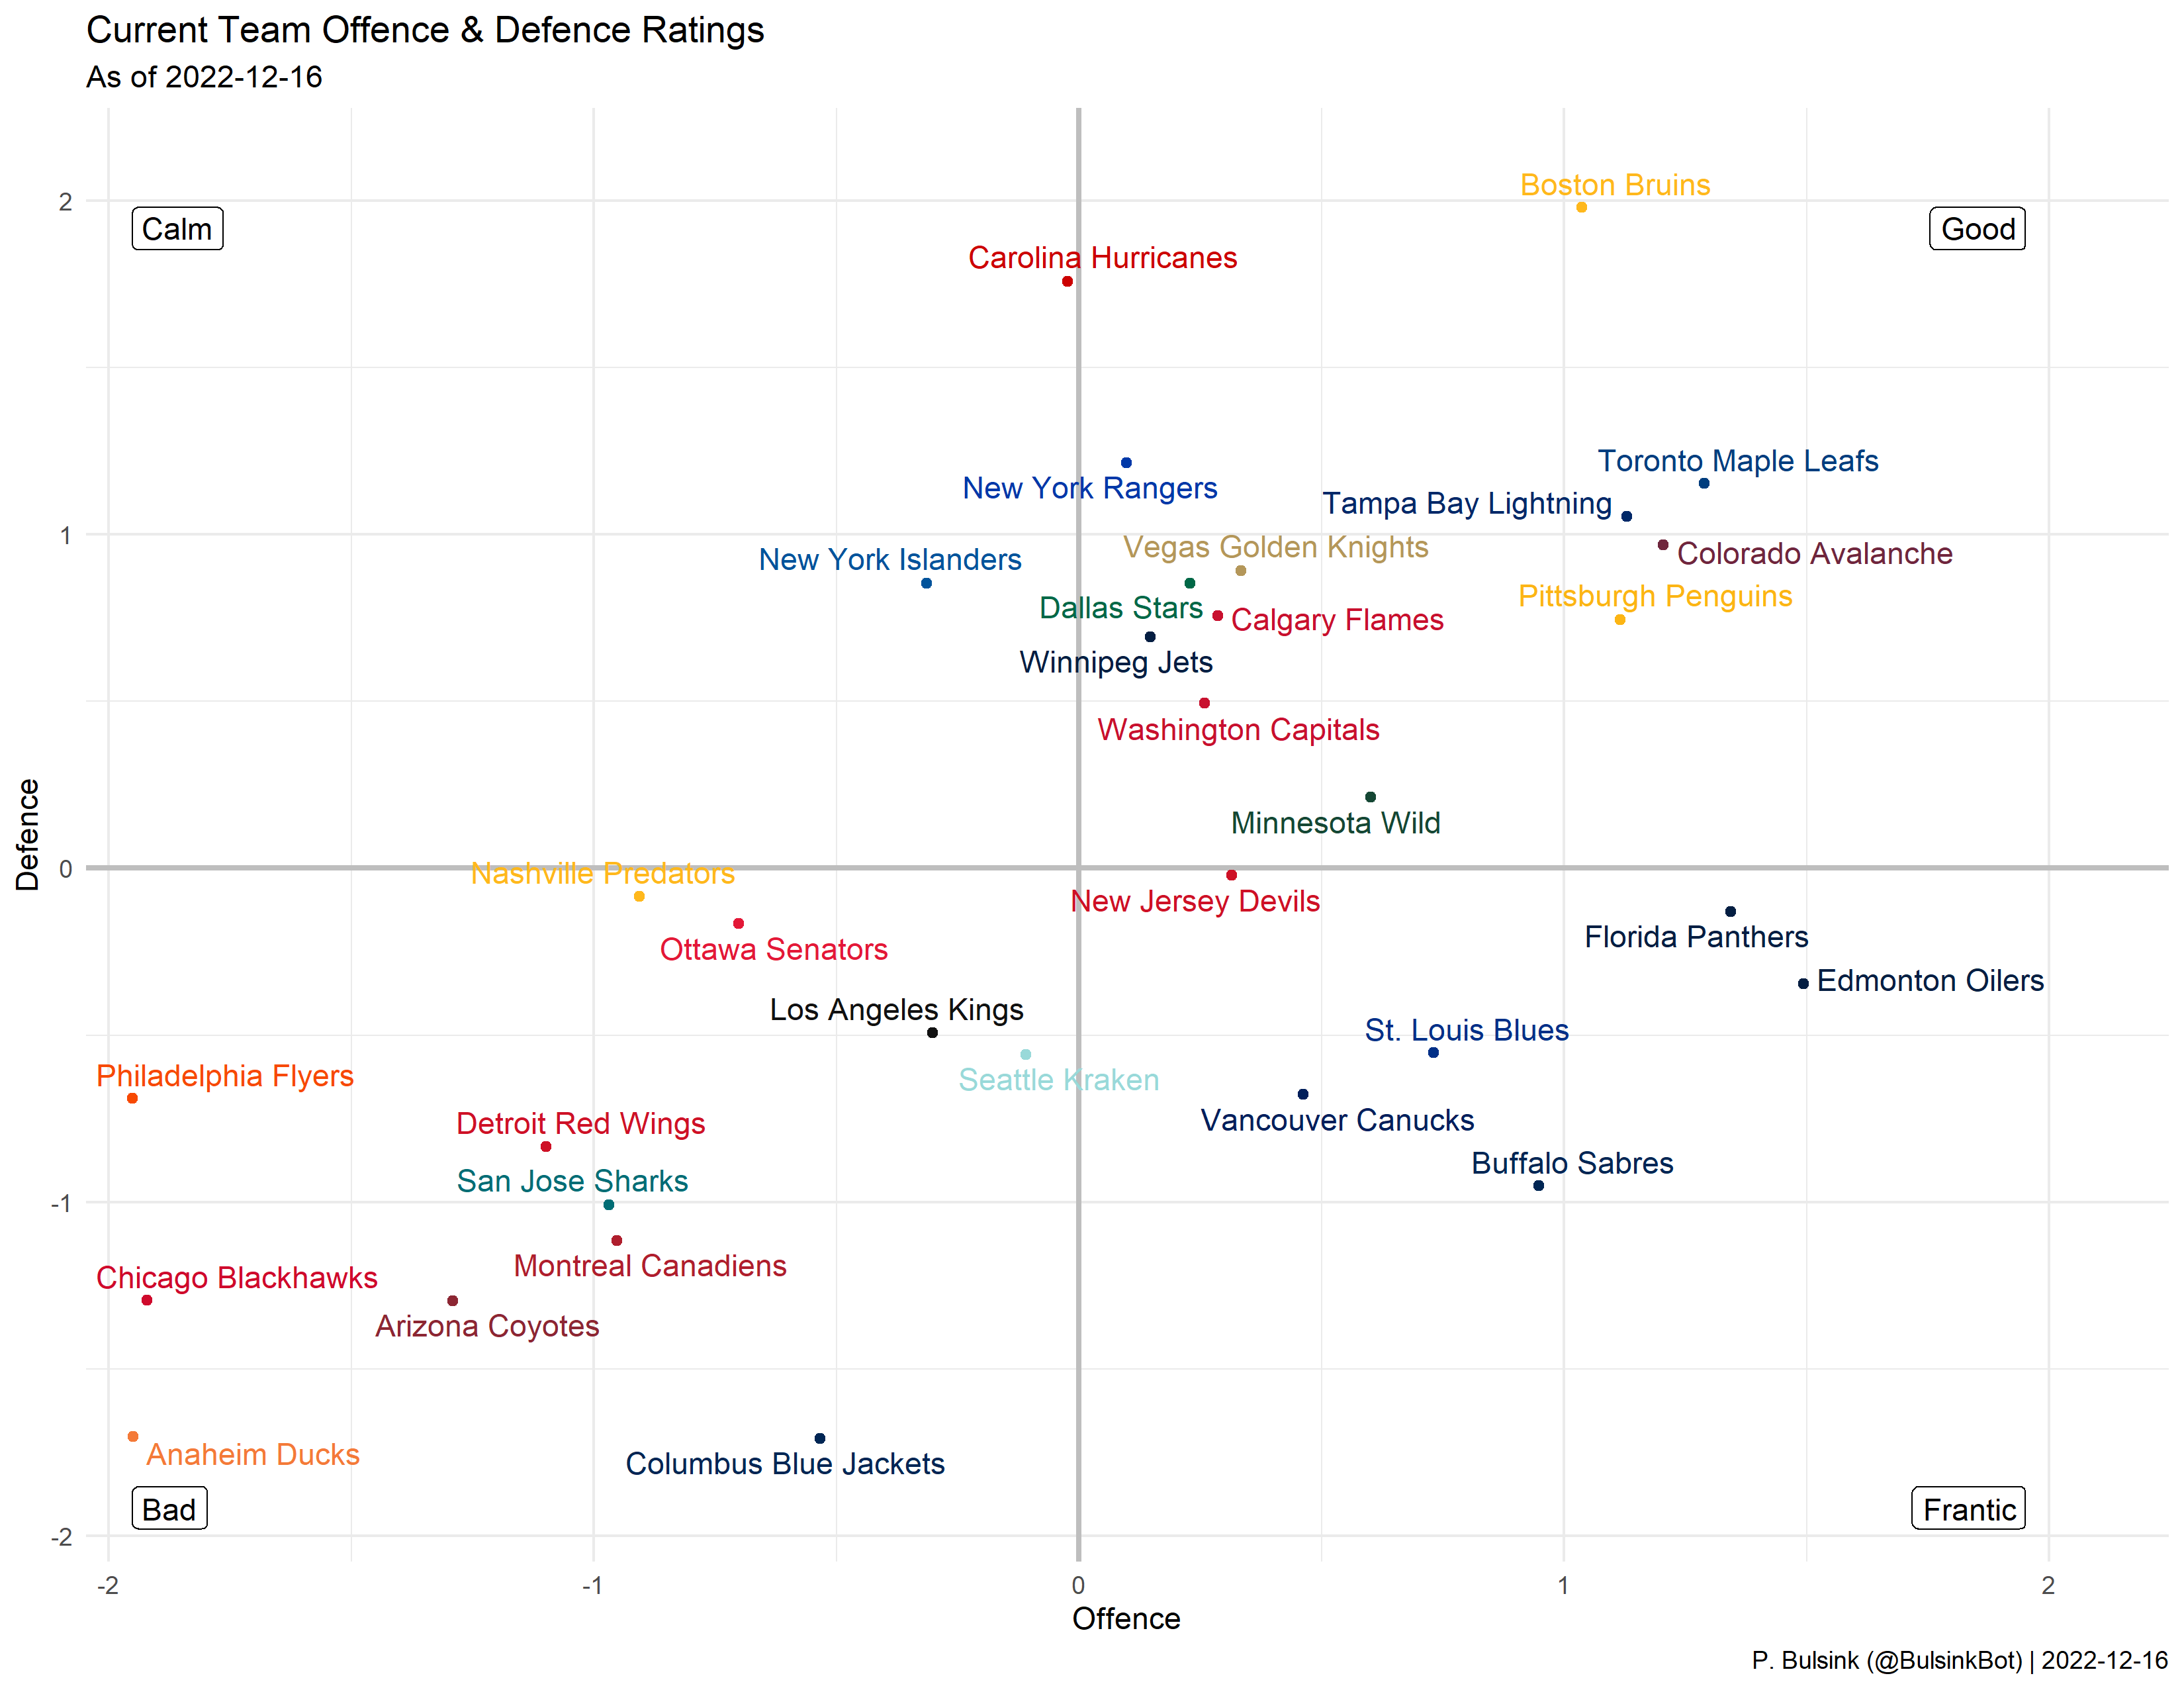 Current Team Offence & Defence Ratings
As of 2022-12-16
Boston Bruins
2
Calm
Good
Carolina Hurricanes
Toronto Maple Leafs
New York Rangers
Tampa Bay Lightning
1
Vegas Golden Knights
Colorado Avalanche
New York Islanders
Pittsburgh Penguins
Dallas Stars
Calgary Flames
Winnipeg Jets
Washington Capitals
Minnesota Wild
Defence
0
Nashville Predators
New Jersey Devils
Florida Panthers
Ottawa Senators
Edmonton Oilers
Los Angeles Kings
St. Louis Blues
Philadelphia Flyers
Seattle Kraken
Detroit Red Wings
Vancouver Canucks
Buffalo Sabres
San Jose Sharks
-1
Montreal Canadiens
Chicago Blackhawks
Arizona Coyotes
Anaheim Ducks
Columbus Blue Jackets
Bad
Frantic
-2
-2
-1
0
1
2
Offence
P. Bulsink (@BulsinkBot) | 2022-12-16